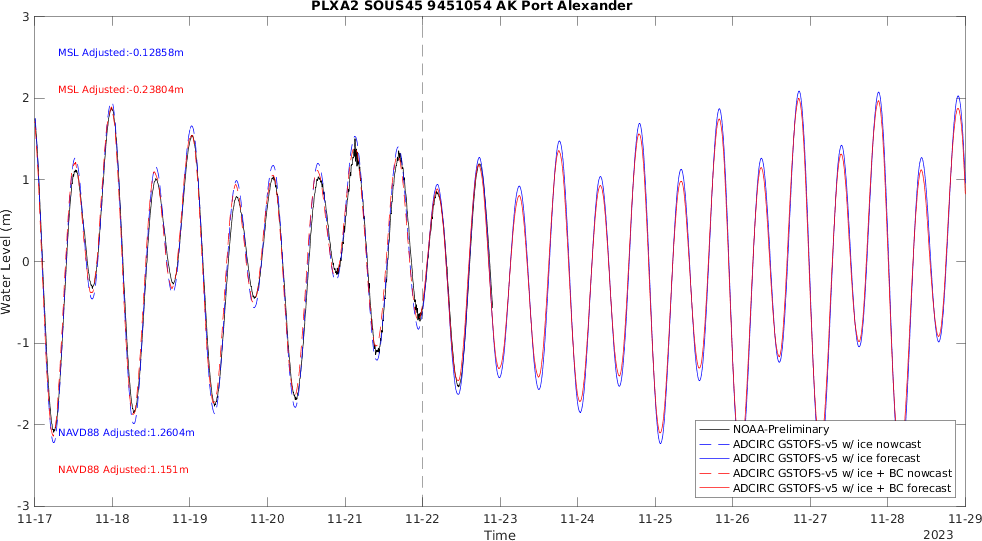 PLXA2 SOUS45 9451054 AK Port Alexander
3
2
1
0
-1
-2
-3
Water Level (m)
MSL Adjusted:-0.12858m
MSL Adjusted:-0.23804m
NAVD88 Adjusted:1.2604m
NAVD88 Adjusted:1.151m
NOAA-Preliminary
ADCIRC GSTOFS-v5 w/ ice nowcast
ADCIRC GSTOFS-v5 w/ ice forecast
ADCIRC GSTOFS-v5 w/ ice + BC nowcast
ADCIRC GSTOFS-v5 w/ ice + BC forecast
11-17 11-18 11-19 11-20 11-21 11-22 11-23 11-24 11-25 11-26 11-27 11-28 11-29
Time
2023